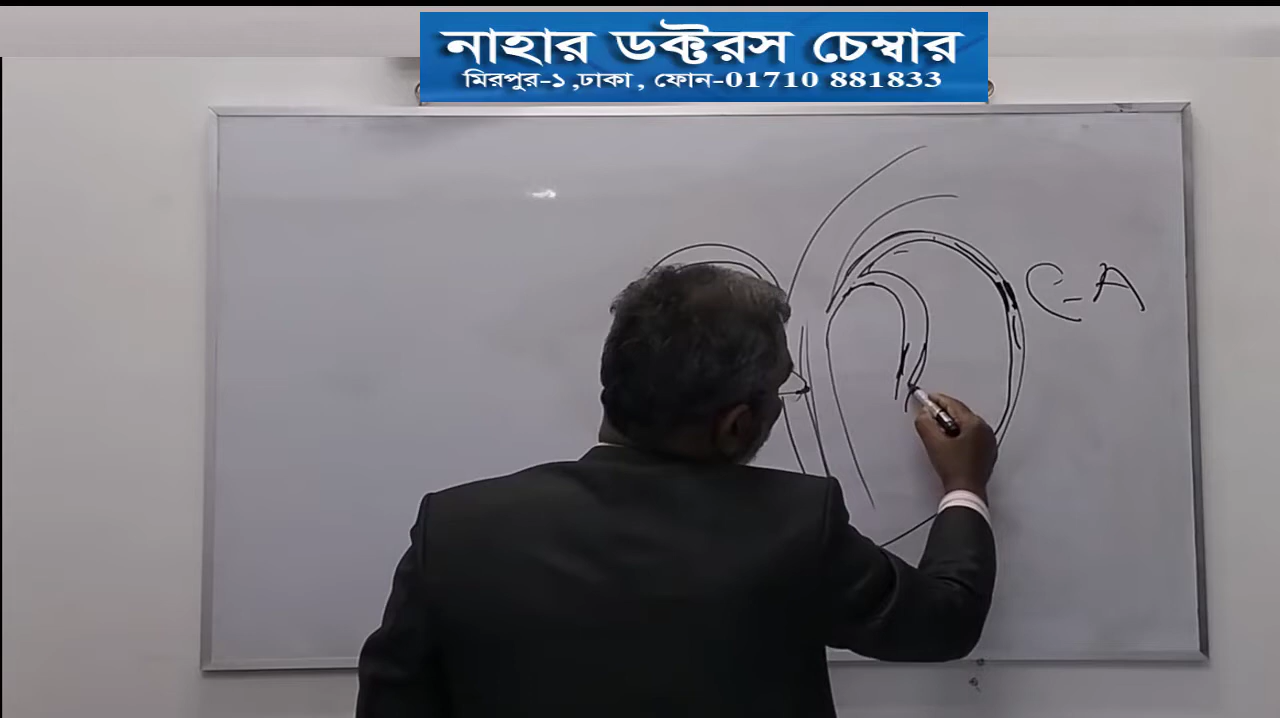 নাহার ডক্টরস চেম্বার
মিরপুর-১ ,ঢাকা , ফোন-01710 881833
C-A